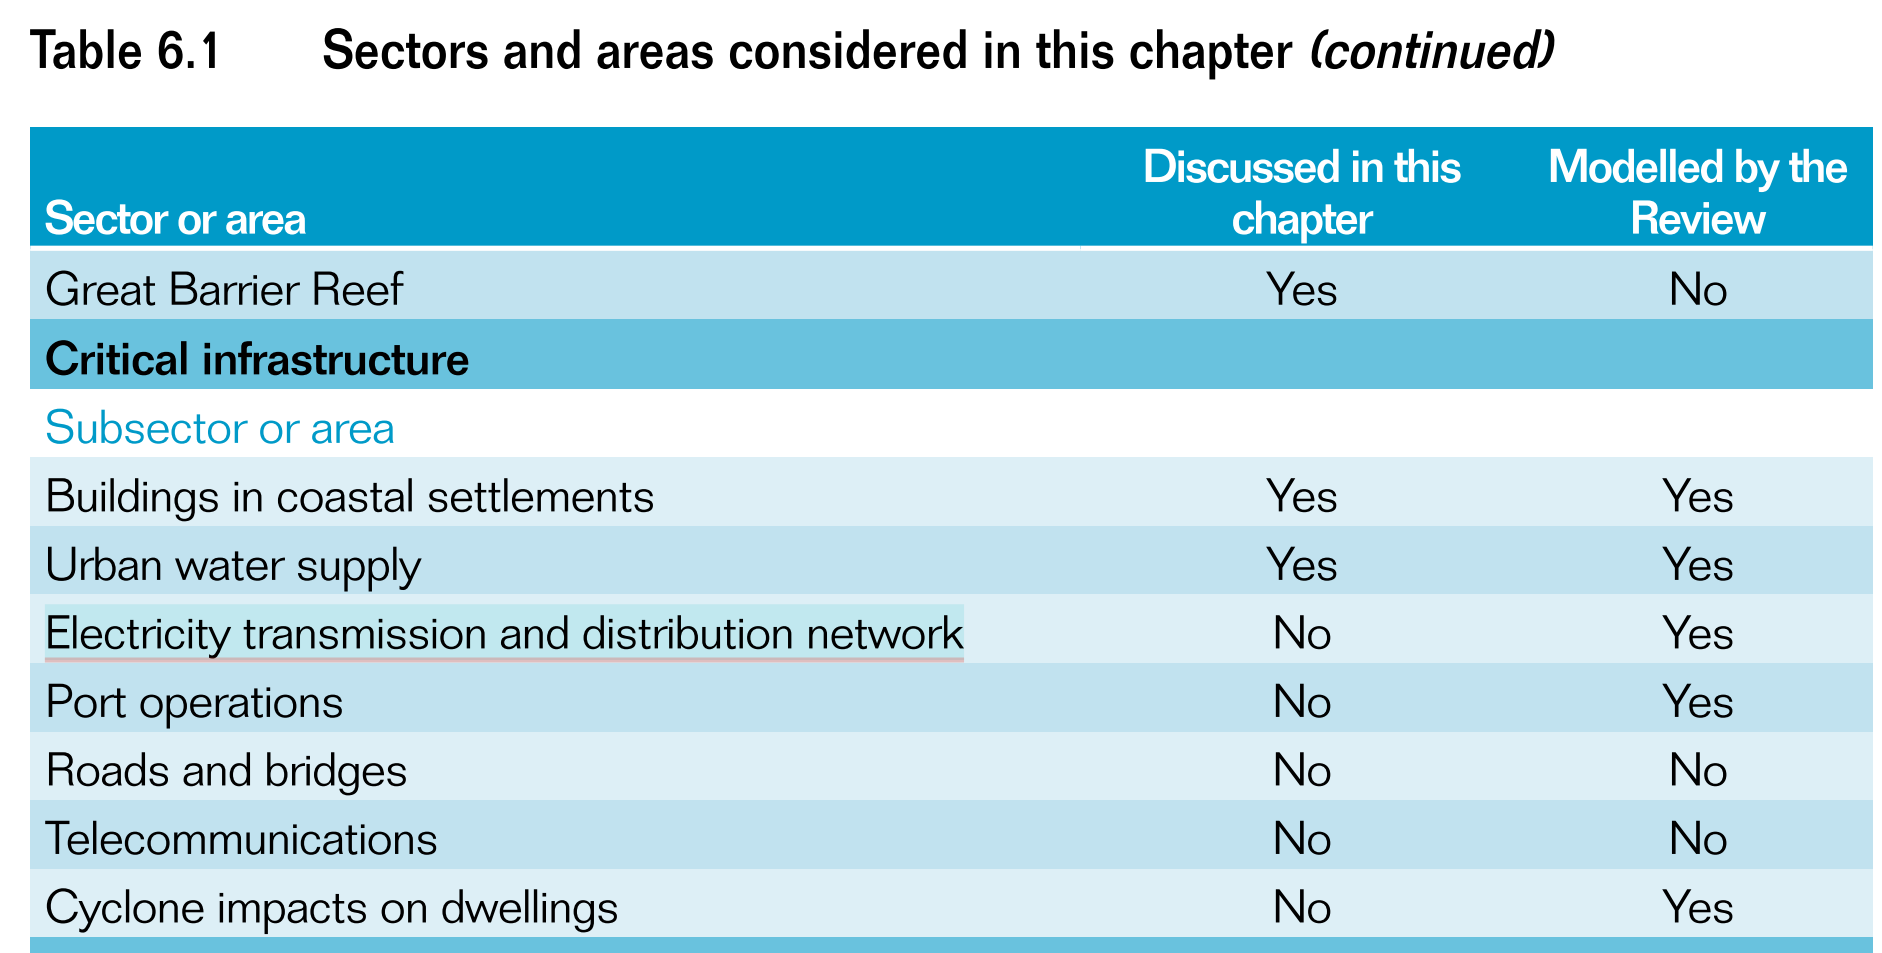 Table 6.1 Sectors and areas considered in this chapter (continued)
Sector or area Discussed in this chapter Modelled by the Review
Great Barrier Reef Yes No
Critical infrastructure
Subsector or area
Buildings in coastal settlements Yes Yes
Urban water supply Yes Yes
Electricity transmission and distribution network No Yes
Port operations No Yes
Roads and bridges No No
Telecommunications No No
Cyclone impacts on dwellings No Yes